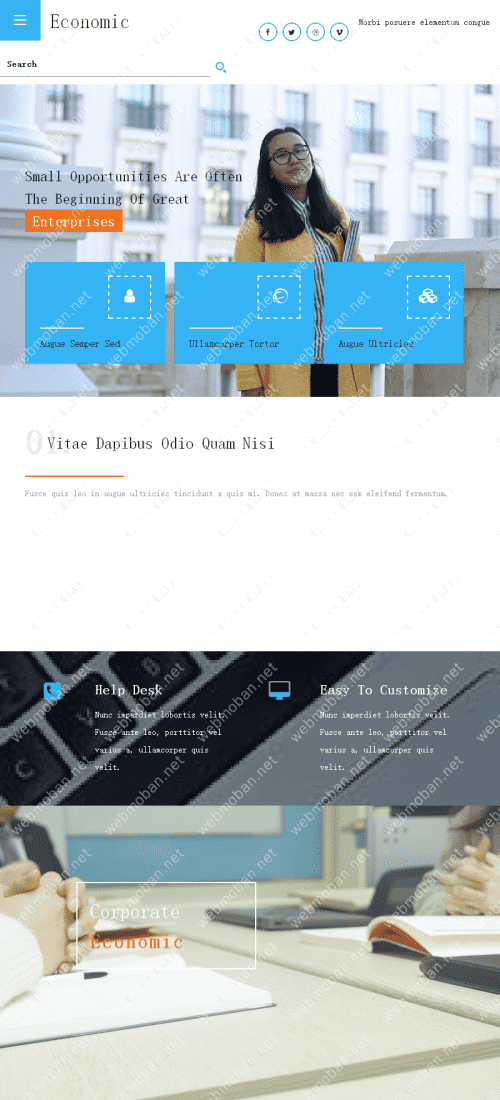 Economic
Morbi posuere elementum congue
Search
Small Opportunities Are Often
The Beginning Of Great
Enterprises
Augue Semper Sed
Ullamcorper Tortor
Augue Ultricies
01.
Vitae Dapibus Odio Quam Nisi
Fusce quis leo in augue ultricies tincidunt a quis mi. Donec at massa nec sem eleifend fermentum.
Help Desk
Nunc imperdiet lobortis velit.
Fusce ante leo, porttitor vel
varius a, ullamcorper quis
velit.
Easy To Customize
Nunc imperdiet lobortis velit.
Fusce ante leo, porttitor vel
varius a, ullamcorper quis
velit.
Corporate
Economic
webmoban.net